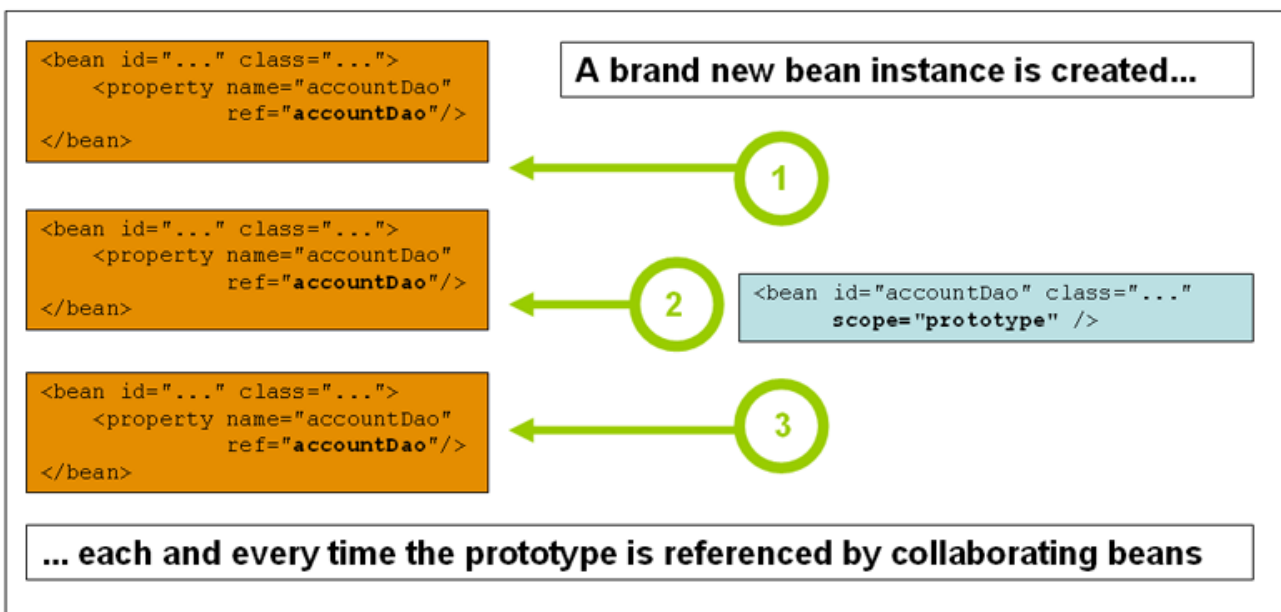 <bean id="..." class="...">
    <property name="accountDao"
              ref="accountDao"/>
</bean>
A brand new bean instance is created...
1
<bean id="..." class="...">
    <property name="accountDao"
              ref="accountDao"/>
</bean>
2
<bean id="accountDao" class="..."
      scope="prototype" />
<bean id="..." class="...">
    <property name="accountDao"
              ref="accountDao"/>
</bean>
3
... each and every time the prototype is referenced by collaborating beans